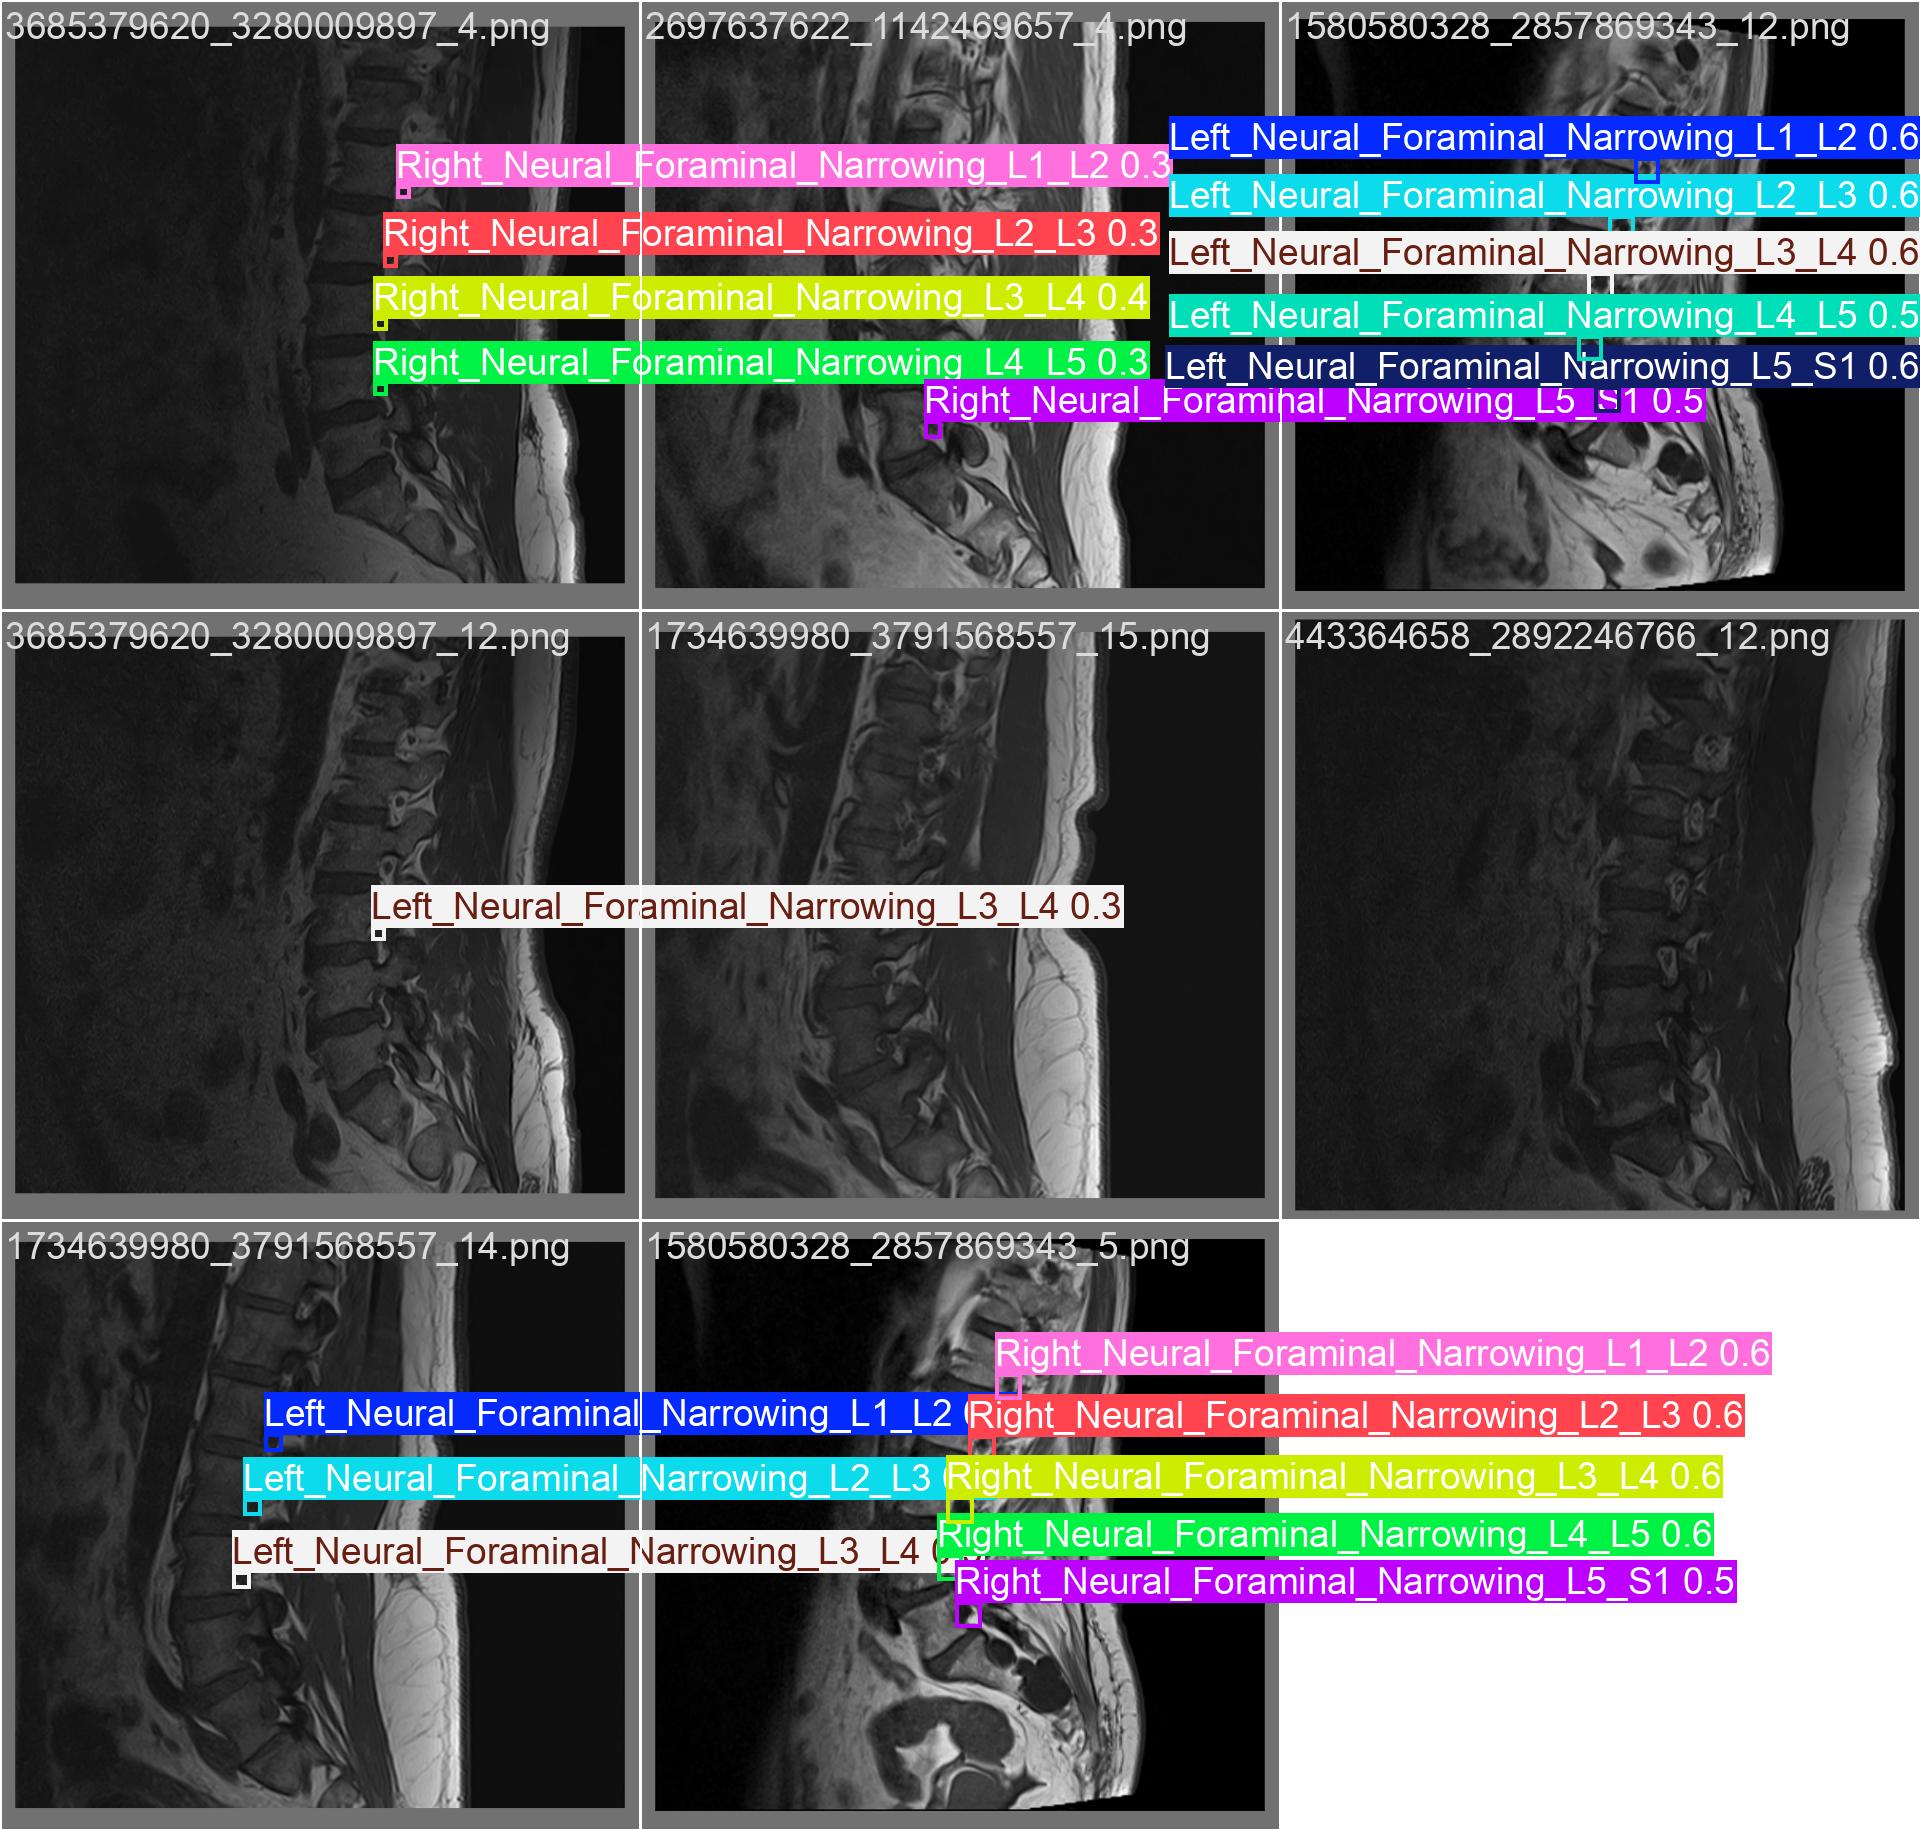 3685379620_3280009897_4.png
2697637622_1142469657_4.png
1580580328_2857869343_12.png
Right_Neural_Foraminal_Narrowing_L1_L2 0.3
Right_Neural_Foraminal_Narrowing_L2_L3 0.3
Right_Neural_Foraminal_Narrowing_L3_L4 0.4
Right_Neural_Foraminal_Narrowing_L4_L5 0.3
Right_Neural_Foraminal_Narrowing_L5_S1 0.5
Left_Neural_Foraminal_Narrowing_L1_L2 0.6
Left_Neural_Foraminal_Narrowing_L2_L3 0.6
Left_Neural_Foraminal_Narrowing_L3_L4 0.6
Left_Neural_Foraminal_Narrowing_L4_L5 0.5
Left_Neural_Foraminal_Narrowing_L5_S1 0.6
3685379620_3280009897_12.png
1734639980_3791568557_15.png
443364658_2892246766_12.png
Left_Neural_Foraminal_Narrowing_L3_L4 0.3
1734639980_3791568557_14.png
1580580328_2857869343_5.png
Left_Neural_Foraminal_Narrowing_L1_L2
Left_Neural_Foraminal_Narrowing_L2_L3
Left_Neural_Foraminal_Narrowing_L3_L4
Right_Neural_Foraminal_Narrowing_L1_L2 0.6
Right_Neural_Foraminal_Narrowing_L2_L3 0.6
Right_Neural_Foraminal_Narrowing_L3_L4 0.6
Right_Neural_Foraminal_Narrowing_L4_L5 0.6
Right_Neural_Foraminal_Narrowing_L5_S1 0.5